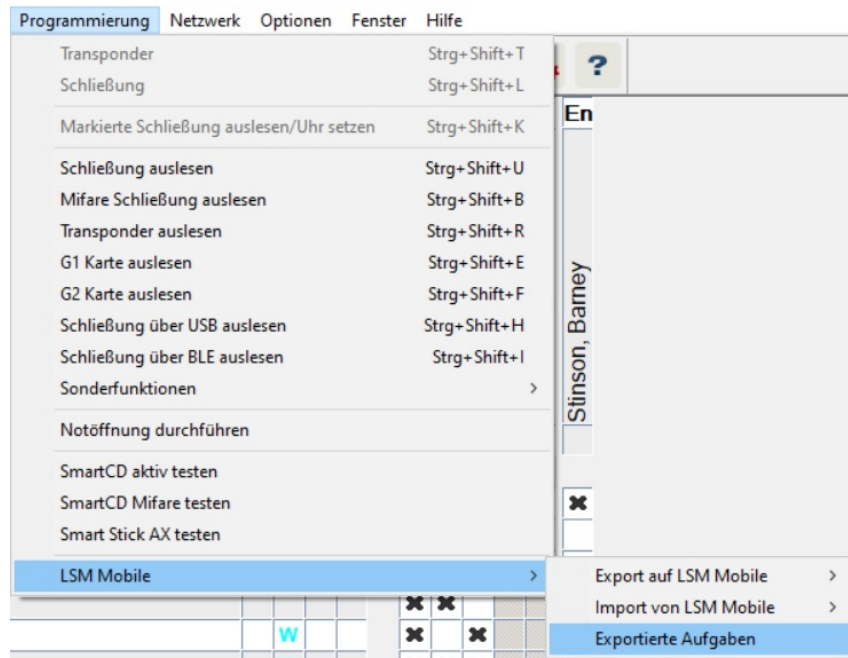 Programmierung Netzwerk Optionen Fenster Hilfe
Transponder Strg+Shift+T
?
Schließung Strg+Shift+L
En
Markierte Schließung auslesen/Uhr setzen Strg+Shift+K
Schließung auslesen Strg+Shift+U
Mifare Schließung auslesen Strg+Shift+B
Transponder auslesen Strg+Shift+R
G1 Karte auslesen Strg+Shift+E
G2 Karte auslesen Strg+Shift+F
Schließung über USB auslesen Strg+Shift+H
Schließung über BLE auslesen Strg+Shift+I
Sonderfunktionen
Stinson, Barney
Notöffnung durchführen
SmartCD aktiv testen
SmartCD Mifare testen
Smart Stick AX testen
LSM Mobile
Export auf LSM Mobile
Import von LSM Mobile
Exportierte Aufgaben
W